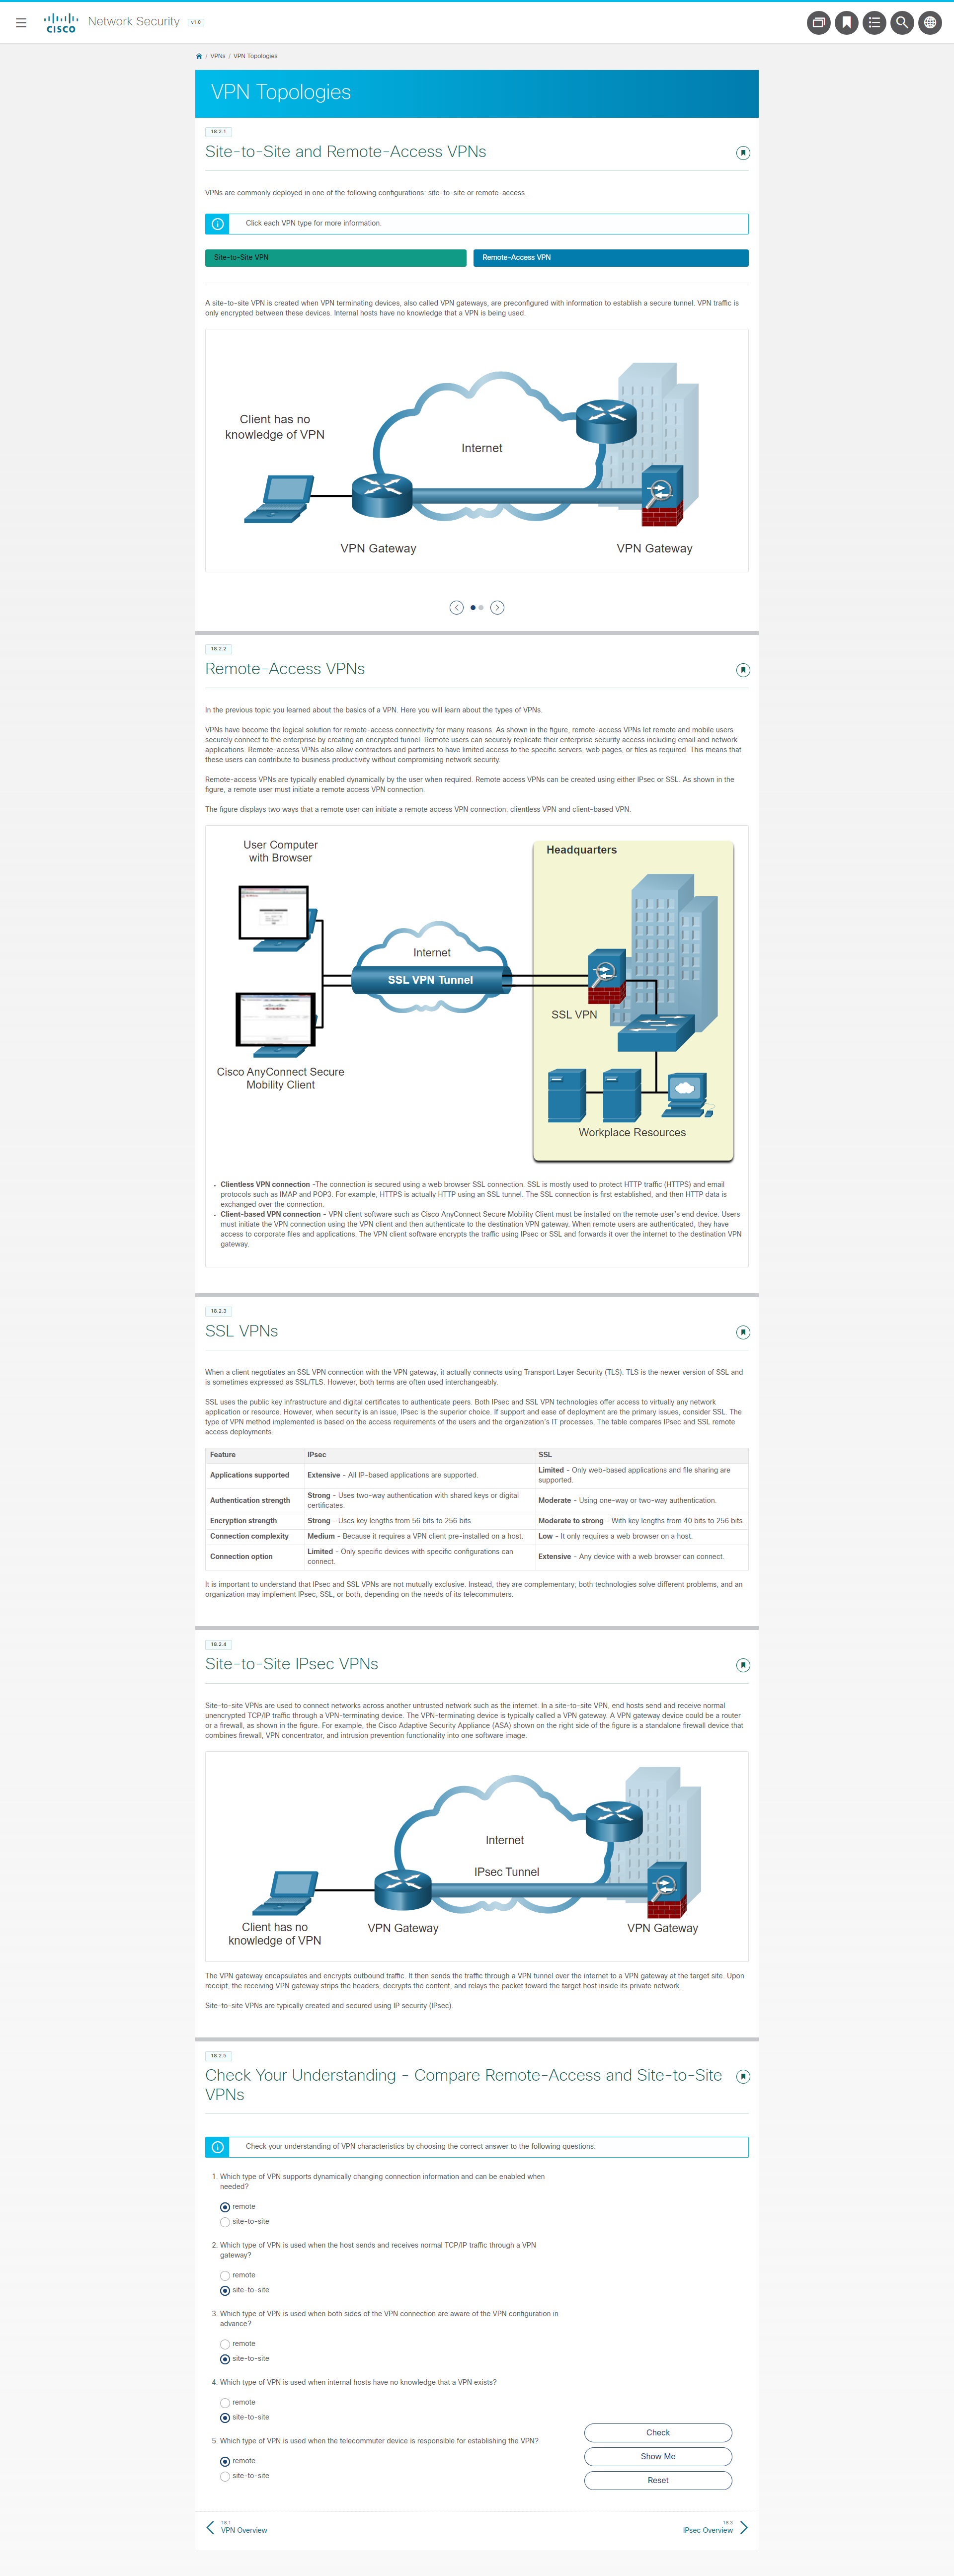 CISCO
Network Security v1.0
/ VPNs / VPN Topologies
VPN Topologies
18.2.1
Site-to-Site and Remote-Access VPNs
VPNs are commonly deployed in one of the following configurations: site-to-site or remote-access.
Click each VPN type for more information.
Site-to-Site VPN
Remote-Access VPN
A site-to-site VPN is created when VPN terminating devices, also called VPN gateways, are preconfigured with information to establish a secure tunnel. VPN traffic is
only encrypted between these devices. Internal hosts have no knowledge that a VPN is being used.
Client has no
knowledge of VPN
Internet
VPN Gateway
VPN Gateway
18.2.2
Remote-Access VPNs
In the previous topic you learned about the basics of a VPN. Here you will learn about the types of VPNs.
VPNs have become the logical solution for remote-access connectivity for many reasons. As shown in the figure, remote-access VPNs let remote and mobile users
securely connect to the enterprise by creating an encrypted tunnel. Remote users can securely replicate their enterprise security access including email and network
applications. Remote-access VPNs also allow contractors and partners to have limited access to the specific servers, web pages, or files as required. This means that
these users can contribute to business productivity without compromising network security.
Remote-access VPNs are typically enabled dynamically by the user when required. Remote access VPNs can be created using either IPsec or SSL. As shown in the
figure, a remote user must initiate a remote access VPN connection.
The figure displays two ways that a remote user can initiate a remote access VPN connection: clientless VPN and client-based VPN.
User Computer
with Browser
Headquarters
Internet
SSL VPN Tunnel
SSL VPN
Cisco AnyConnect Secure
Mobility Client
Workplace Resources
• Clientless VPN connection -The connection is secured using a web browser SSL connection. SSL is mostly used to protect HTTP traffic (HTTPS) and email
protocols such as IMAP and POP3. For example, HTTPS is actually HTTP using an SSL tunnel. The SSL connection is first established, and then HTTP data is
exchanged over the connection.
• Client-based VPN connection - VPN client software such as Cisco AnyConnect Secure Mobility Client must be installed on the remote user's end device. Users
must initiate the VPN connection using the VPN client and then authenticate to the destination VPN gateway. When remote users are authenticated, they have
access to corporate files and applications. The VPN client software encrypts the traffic using IPsec or SSL and forwards it over the internet to the destination VPN
gateway.
18.2.3
SSL VPNs
When a client negotiates an SSL VPN connection with the VPN gateway, it actually connects using Transport Layer Security (TLS). TLS is the newer version of SSL and
is sometimes expressed as SSL/TLS. However, both terms are often used interchangeably.
SSL uses the public key infrastructure and digital certificates to authenticate peers. Both IPsec and SSL VPN technologies offer access to virtually any network
application or resource. However, when security is an issue, IPsec is the superior choice. If support and ease of deployment are the primary issues, consider SSL. The
type of VPN method implemented is based on the access requirements of the users and the organization's IT processes. The table compares IPsec and SSL remote
access deployments.
Feature IPsec SSL
Applications supported Extensive - All IP-based applications are supported. Limited - Only web-based applications and file sharing are
supported.
Authentication strength Strong - Uses two-way authentication with shared keys or digital
certificates. Moderate - Using one-way or two-way authentication.
Encryption strength Strong - Uses key lengths from 56 bits to 256 bits. Moderate to strong - With key lengths from 40 bits to 256 bits.
Connection complexity Medium - Because it requires a VPN client pre-installed on a host. Low - It only requires a web browser on a host.
Connection option Limited - Only specific devices with specific configurations can
connect. Extensive - Any device with a web browser can connect.
It is important to understand that IPsec and SSL VPNs are not mutually exclusive. Instead, they are complementary; both technologies solve different problems, and an
organization may implement IPsec, SSL, or both, depending on the needs of its telecommuters.
18.2.4
Site-to-Site IPsec VPNs
Site-to-site VPNs are used to connect networks across another untrusted network such as the internet. In a site-to-site VPN, end hosts send and receive normal
unencrypted TCP/IP traffic through a VPN-terminating device. The VPN-terminating device is typically called a VPN gateway. A VPN gateway device could be a router
or a firewall, as shown in the figure. For example, the Cisco Adaptive Security Appliance (ASA) shown on the right side of the figure is a standalone firewall device that
combines firewall, VPN concentrator, and intrusion prevention functionality into one software image.
Internet
IPsec Tunnel
Client has no
knowledge of VPN
VPN Gateway
VPN Gateway
The VPN gateway encapsulates and encrypts outbound traffic. It then sends the traffic through a VPN tunnel over the internet to a VPN gateway at the target site. Upon
receipt, the receiving VPN gateway strips the headers, decrypts the content, and relays the packet toward the target host inside its private network.
Site-to-site VPNs are typically created and secured using IP security (IPsec).
18.2.5
Check Your Understanding - Compare Remote-Access and Site-to-Site
VPNs
Check your understanding of VPN characteristics by choosing the correct answer to the following questions.
1. Which type of VPN supports dynamically changing connection information and can be enabled when
needed?
remote
site-to-site
2. Which type of VPN is used when the host sends and receives normal TCP/IP traffic through a VPN
gateway?
remote
site-to-site
3. Which type of VPN is used when both sides of the VPN connection are aware of the VPN configuration in
advance?
remote
site-to-site
4. Which type of VPN is used when internal hosts have no knowledge that a VPN exists?
remote
site-to-site
5. Which type of VPN is used when the telecommuter device is responsible for establishing the VPN?
remote
site-to-site
Check
Show Me
Reset
18.1
VPN Overview
18.3
IPsec Overview